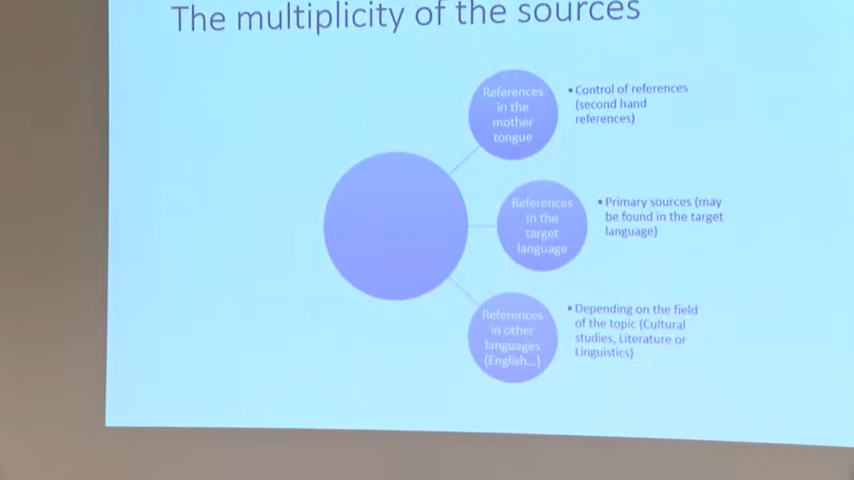 The multiplicity of the sources
References
in the
mother
tongue
• Control of references
(second hand
references)
References
in the
target
language
• Primary sources (may
be found in the target
language)
References
in other
languages
(English...)
• Depending on the field
of the topic (Cultural
studies, Literature or
Linguistics)